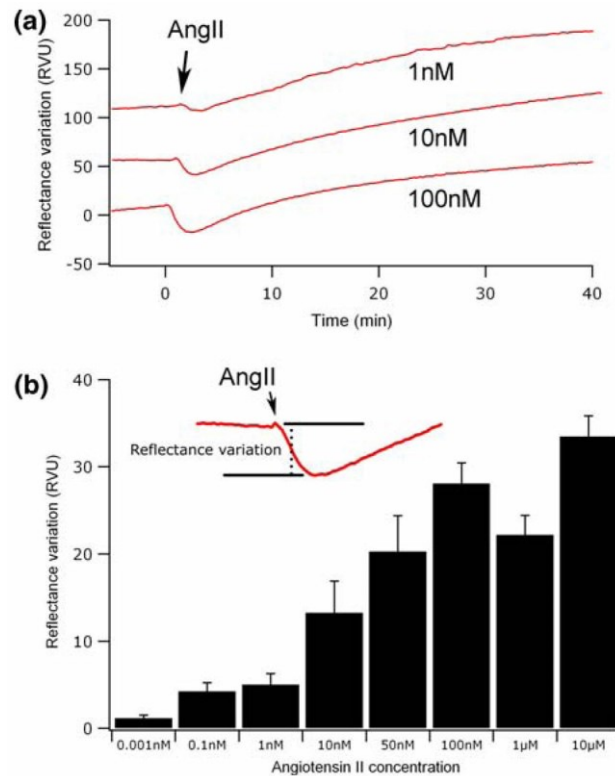 (a)
AngII
Reflectance variation (RVU)
200
150
100
50
0
-50
1nM
10nM
100nM
0 10 20 30 40
Time (min)
(b)
AngII
Reflectance variation
Reflectance variation (RVU)
40
30
20
10
0
0.001nM 0.1nM 1nM 10nM 50nM 100nM 1μM 10μM
Angiotensin II concentration